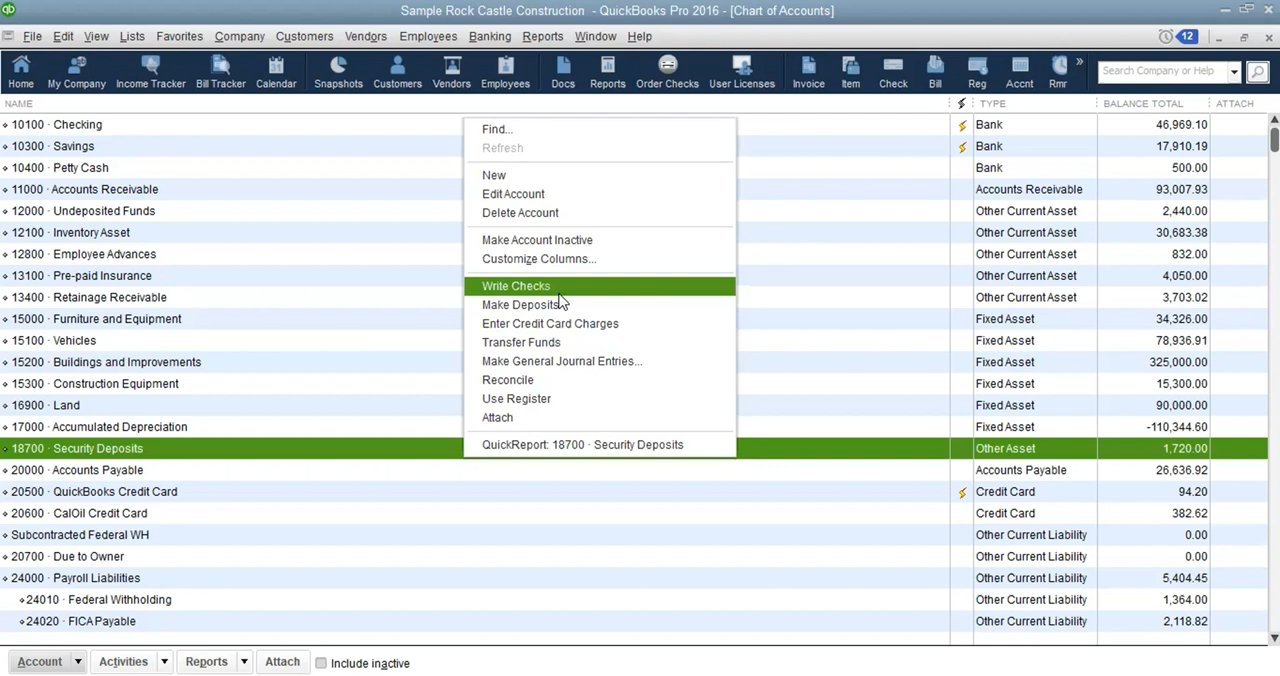 qb Sample Rock Castle Construction - QuickBooks Pro 2016 - [Chart of Accounts]
File Edit View Lists Favorites Company Customers Vendors Employees Banking Reports Window Help 12
Home My Company Income Tracker Bill Tracker Calendar Snapshots Customers Vendors Employees Docs Reports Order Checks User Licenses Invoice Item Check Bill Reg Accnt Rmr » Search Company or Help
NAME TYPE BALANCE TOTAL ATTACH
10100 · Checking Bank 46,969.10
10300 · Savings Bank 17,910.19
10400 · Petty Cash Bank 500.00
11000 · Accounts Receivable Accounts Receivable 93,007.93
12000 · Undeposited Funds Other Current Asset 2,440.00
12100 · Inventory Asset Other Current Asset 30,683.38
12800 · Employee Advances Other Current Asset 832.00
13100 · Pre-paid Insurance Other Current Asset 4,050.00
13400 · Retainage Receivable Other Current Asset 3,703.02
15000 · Furniture and Equipment Fixed Asset 34,326.00
15100 · Vehicles Fixed Asset 78,936.91
15200 · Buildings and Improvements Fixed Asset 325,000.00
15300 · Construction Equipment Fixed Asset 15,300.00
16900 · Land Fixed Asset 90,000.00
17000 · Accumulated Depreciation Fixed Asset -110,344.60
18700 · Security Deposits Other Asset 1,720.00
20000 · Accounts Payable Accounts Payable 26,636.92
20500 · QuickBooks Credit Card Credit Card 94.20
20600 · CalOil Credit Card Credit Card 382.62
Subcontracted Federal WH Other Current Liability 0.00
20700 · Due to Owner Other Current Liability 0.00
24000 · Payroll Liabilities Other Current Liability 5,404.45
24010 · Federal Withholding Other Current Liability 1,364.00
24020 · FICA Payable Other Current Liability 2,118.82
Find...
Refresh
New
Edit Account
Delete Account
Make Account Inactive
Customize Columns...
Write Checks
Make Deposits
Enter Credit Card Charges
Transfer Funds
Make General Journal Entries...
Reconcile
Use Register
Attach
QuickReport: 18700 · Security Deposits
Account Activities Reports Attach Include inactive